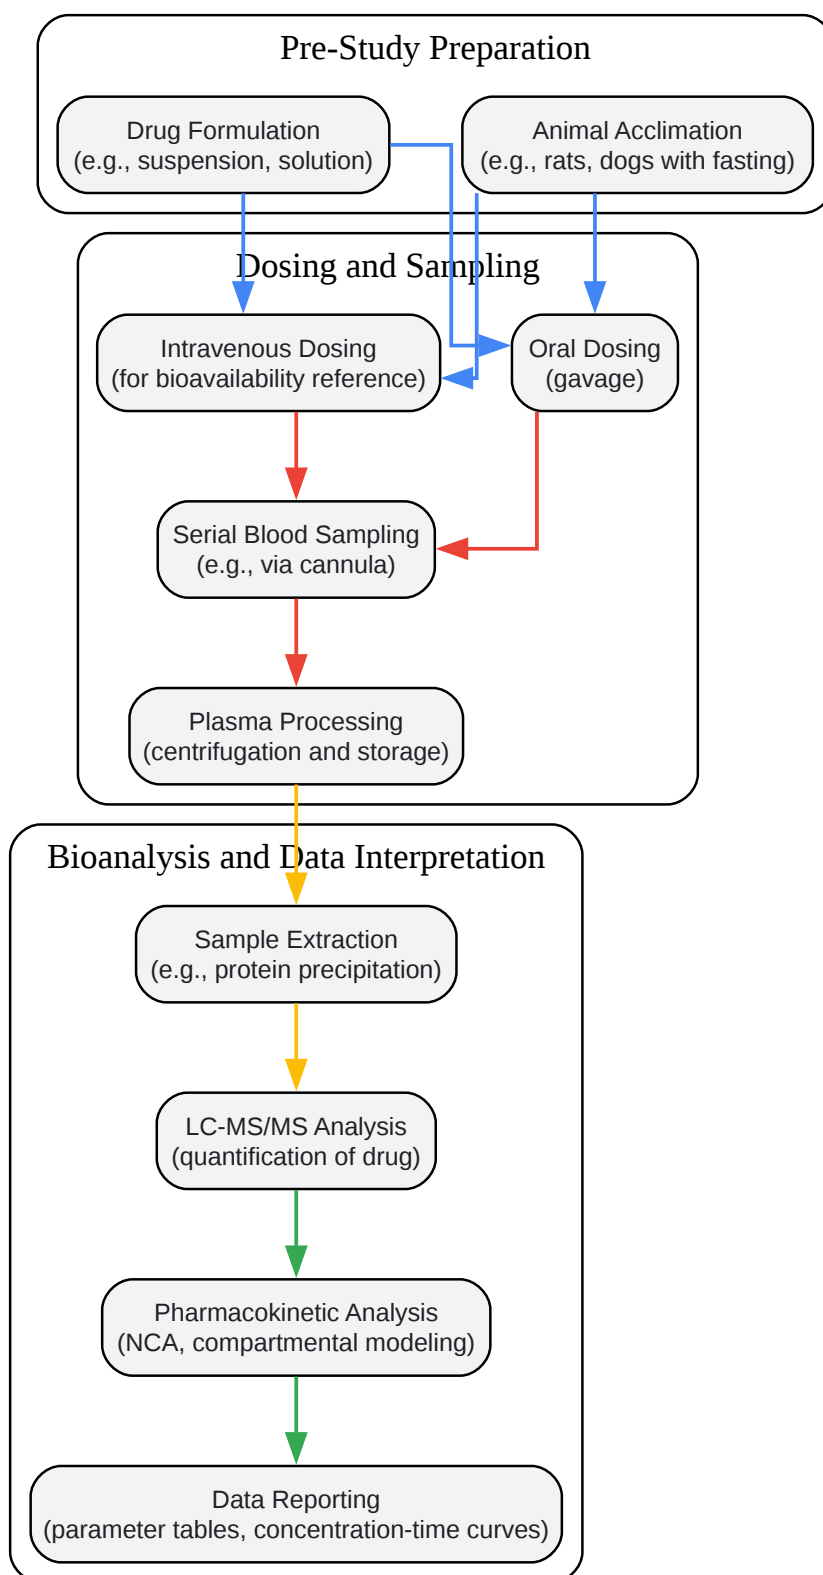 Pre-Study Preparation
Drug Formulation
(e.g., suspension, solution)
Animal Acclimation
(e.g., rats, dogs with fasting)
Dosing and Sampling
Intravenous Dosing
(for bioavailability reference)
Oral Dosing
(gavage)
Serial Blood Sampling
(e.g., via cannula)
Plasma Processing
(centrifugation and storage)
Bioanalysis and Data Interpretation
Sample Extraction
(e.g., protein precipitation)
LC-MS/MS Analysis
(quantification of drug)
Pharmacokinetic Analysis
(NCA, compartmental modeling)
Data Reporting
(parameter tables, concentration-time curves)